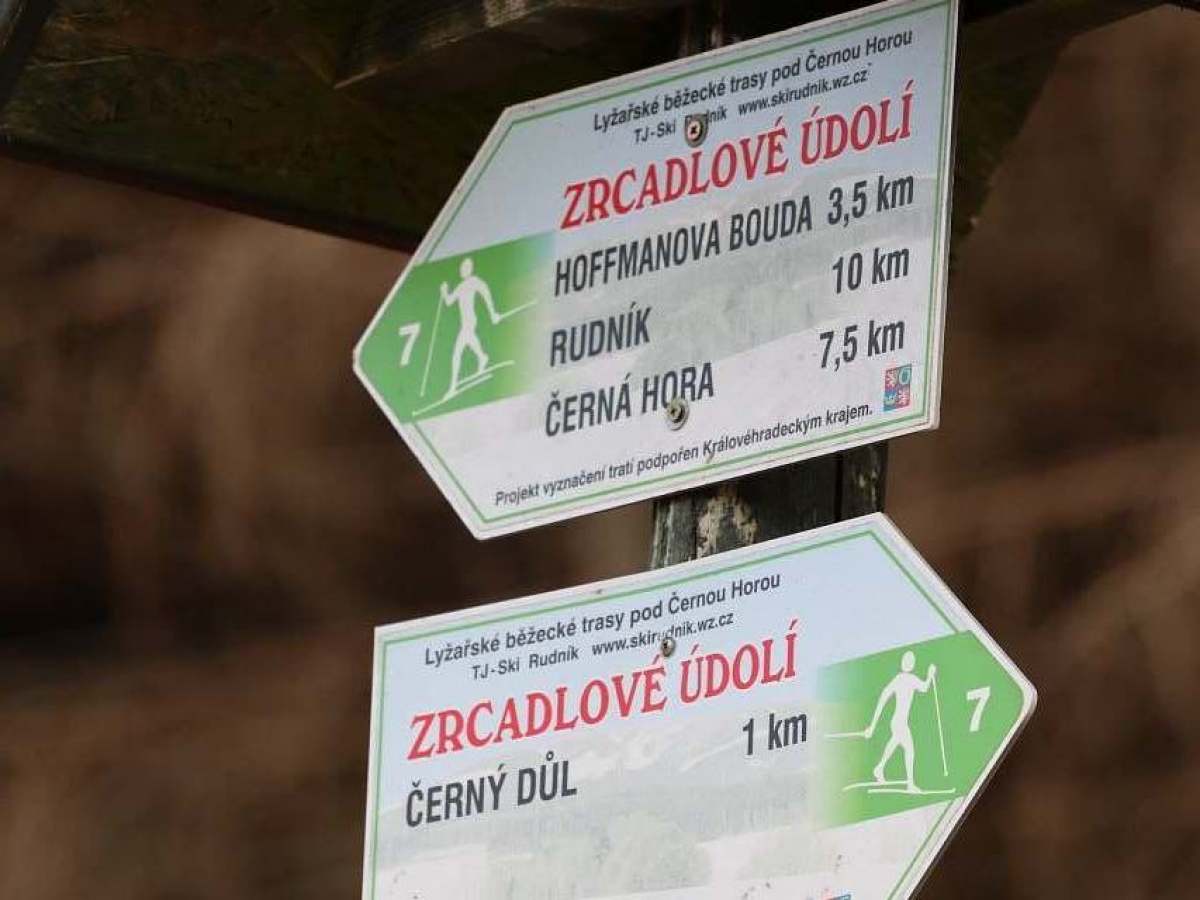 Lyžařské běžecké trasy pod Černou Horou
TJ-Ski Rudník www.skirudnik.wz.cz
ZRCADLOVÉ ÚDOLÍ
HOFFMANOVA BOUDA 3,5 km
RUDNÍK 10 km
ČERNÁ HORA 7,5 km
7
Projekt vyznačení tratí podpořen Královéhradeckým krajem.
Lyžařské běžecké trasy pod Černou Horou
TJ-Ski Rudník www.skirudnik.wz.cz
ZRCADLOVÉ ÚDOLÍ
ČERNÝ DŮL 1 km
7